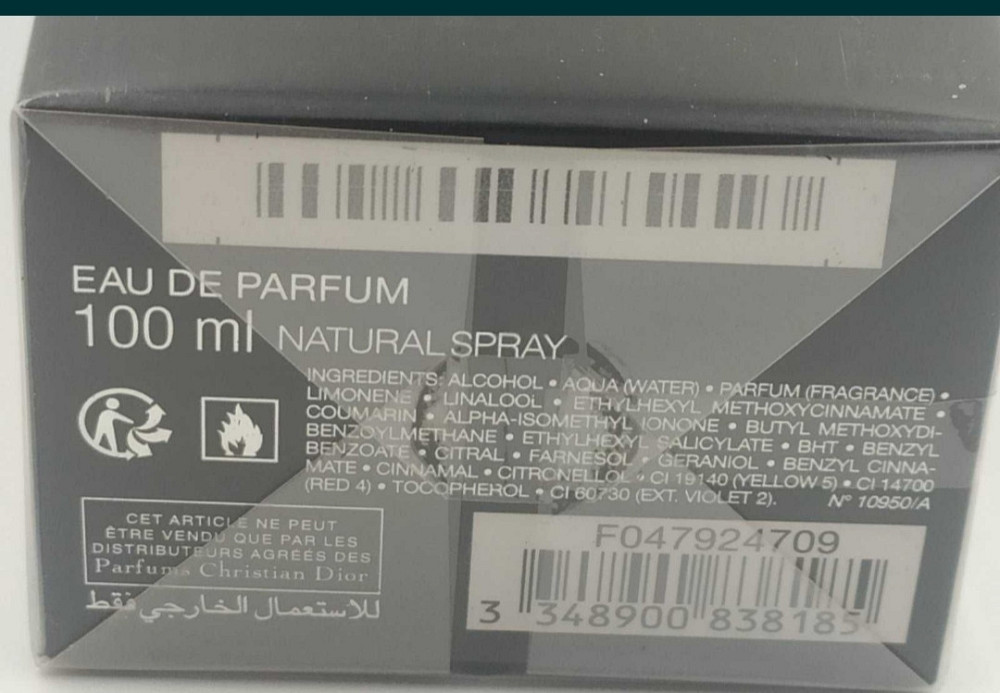 EAU DE PARFUM
100 ml NATURAL SPRAY
INGREDIENTS: ALCOHOL • AQUA (WATER) • PARFUM (FRAGRANCE) •
LIMONENE • LINALOOL • ETHYLHEXYL METHOXYCINNAMATE •
COUMARIN • ALPHA-ISOMETHYL IONONE • BUTYL METHOXYDI-
BENZOYLMETHANE • ETHYLHEXYL SALICYLATE • BHT • BENZYL
BENZOATE • CITRAL • FARNESOL • GERANIOL • BENZYL CINNA-
MATE • CINNAMAL • CITRONELLOL • CI 19140 (YELLOW 5) • CI 14700
(RED 4) • TOCOPHEROL • CI 60730 (EXT. VIOLET 2). N° 10950/A
CET ARTICLE NE PEUT
ÊTRE VENDU QUE PAR LES
DISTRIBUTEURS AGRÉÉS DES
Parfums Christian Dior
للاستعمال الخارجي فقط
F047924709
3 348900 838185